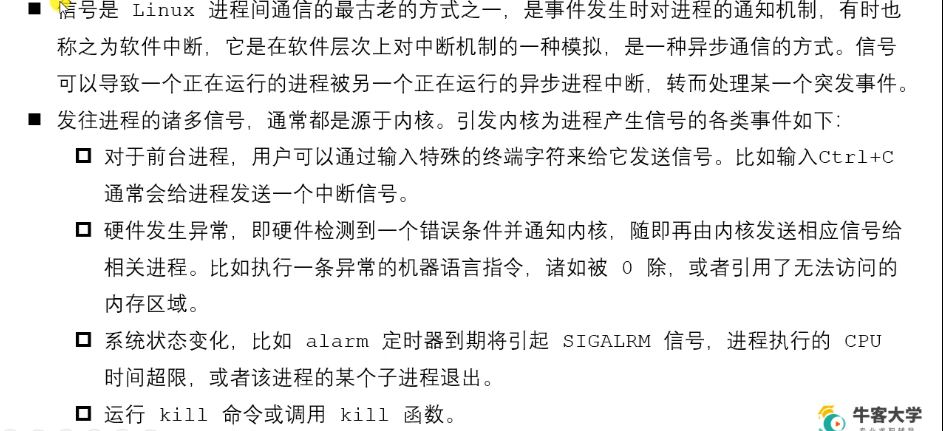 ■ 信号是 Linux 进程间通信的最古老的方式之一，是事件发生时对进程的通知机制，有时也
称之为软件中断，它是在软件层次上对中断机制的一种模拟，是一种异步通信的方式。信号
可以导致一个正在运行的进程被另一个正在运行的异步进程中断，转而处理某一个突发事件。
■ 发往进程的诸多信号，通常都是源于内核。引发内核为进程产生信号的各类事件如下：
对于前台进程，用户可以通过输入特殊的终端字符来给它发送信号。比如输入Ctrl+C
通常会给进程发送一个中断信号。
硬件发生异常，即硬件检测到一个错误条件并通知内核，随即再由内核发送相应信号给
相关进程。比如执行一条异常的机器语言指令，诸如被 0 除，或者引用了无法访问的
内存区域。
系统状态变化，比如 alarm 定时器到期将引起 SIGALRM 信号，进程执行的 CPU
时间超限，或者该进程的某个子进程退出。
运行 kill 命令或调用 kill 函数。
牛客大学